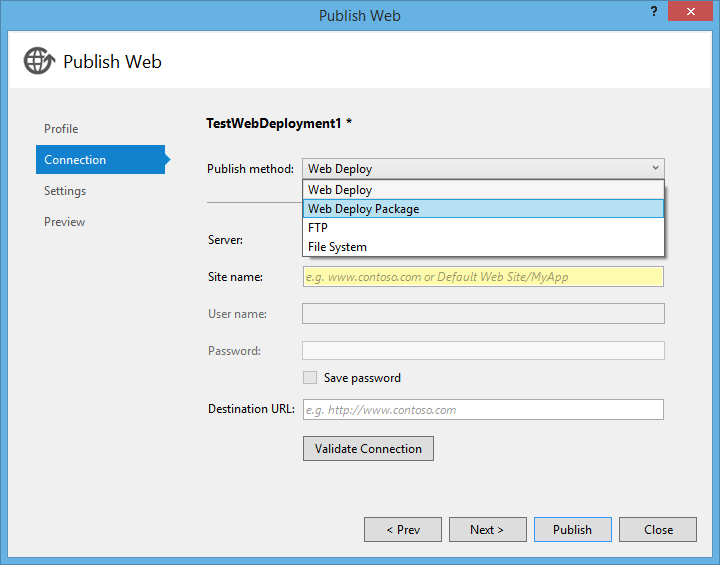 Publish Web
?
Publish Web
TestWebDeployment1 *
Profile
Connection
Settings
Preview
Publish method: Web Deploy
Web Deploy
Web Deploy Package
FTP
File System
Server:
Site name: e.g. www.contoso.com or Default Web Site/MyApp
User name:
Password:
Save password
Destination URL: e.g. http://www.contoso.com
Validate Connection
< Prev Next > Publish Close